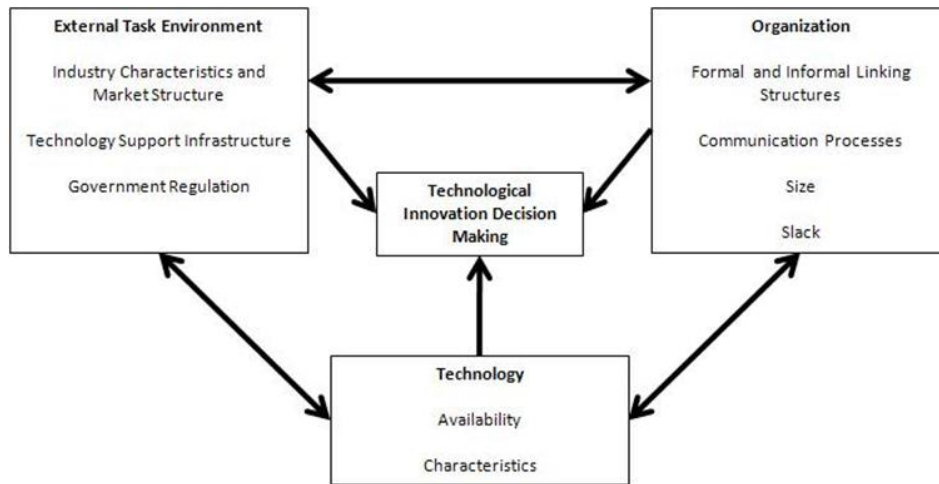 External Task Environment
Industry Characteristics and
Market Structure
Technology Support Infrastructure
Government Regulation
Organization
Formal and Informal Linking
Structures
Communication Processes
Size
Slack
Technological
Innovation Decision
Making
Technology
Availability
Characteristics